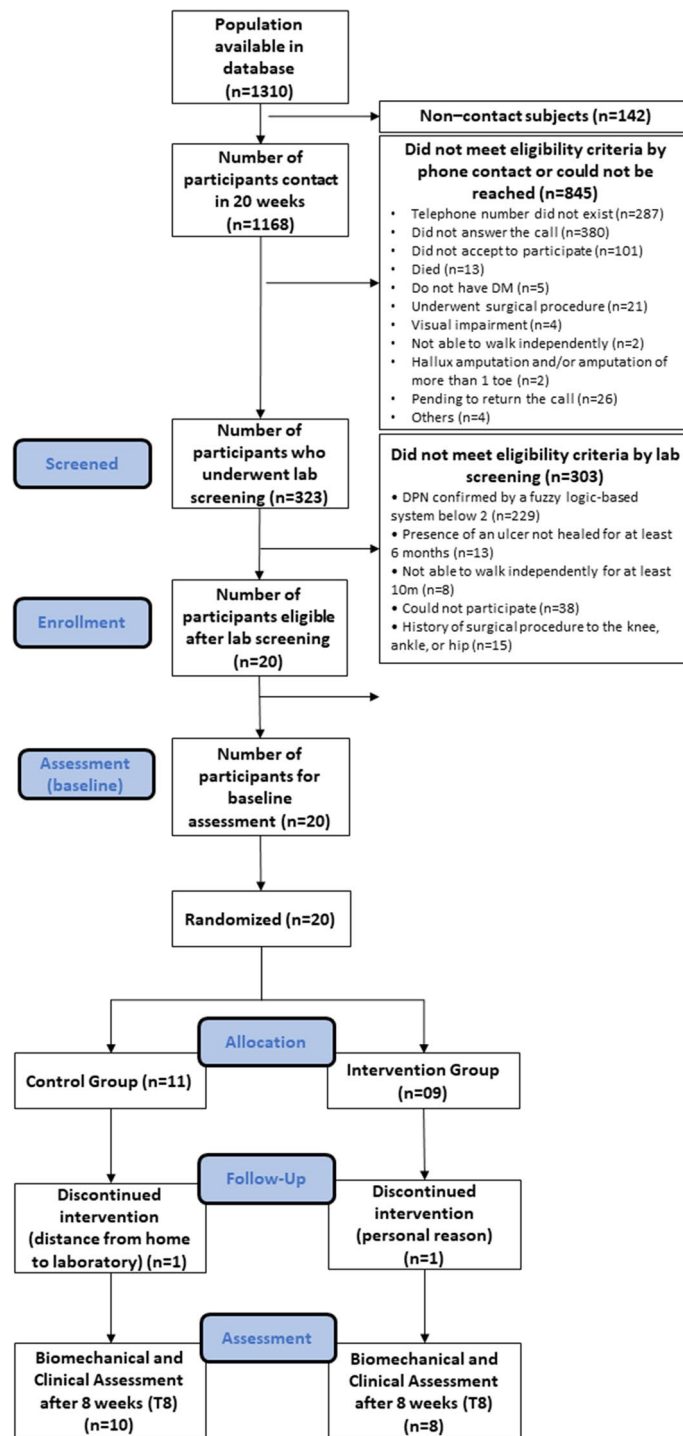 Population
available in
database
(n=1310)
Non–contact subjects (n=142)
Number of
participants contact
in 20 weeks
(n=1168)
Did not meet eligibility criteria by
phone contact or could not be
reached (n=845)
• Telephone number did not exist (n=287)
• Did not answer the call (n=380)
• Did not accept to participate (n=101)
• Died (n=13)
• Do not have DM (n=5)
• Underwent surgical procedure (n=21)
• Visual impairment (n=4)
• Not able to walk independently (n=2)
• Hallux amputation and/or amputation of
more than 1 toe (n=2)
• Pending to return the call (n=26)
• Others (n=4)
Screened
Number of
participants who
underwent lab
screening (n=323)
Did not meet eligibility criteria by lab
screening (n=303)
• DPN confirmed by a fuzzy logic-based
system below 2 (n=229)
• Presence of an ulcer not healed for at least
6 months (n=13)
• Not able to walk independently for at least
10m (n=8)
• Could not participate (n=38)
• History of surgical procedure to the knee,
ankle, or hip (n=15)
Enrollment
Number of
participants eligible
after lab screening
(n=20)
Assessment
(baseline)
Number of
participants for
baseline
assessment (n=20)
Randomized (n=20)
Allocation
Control Group (n=11)
Intervention Group
(n=09)
Follow-Up
Discontinued
intervention
(distance from home
to laboratory) (n=1)
Discontinued
intervention
(personal reason)
(n=1)
Assessment
Biomechanical and
Clinical Assessment
after 8 weeks (T8)
(n=10)
Biomechanical and
Clinical Assessment
after 8 weeks (T8)
(n=8)